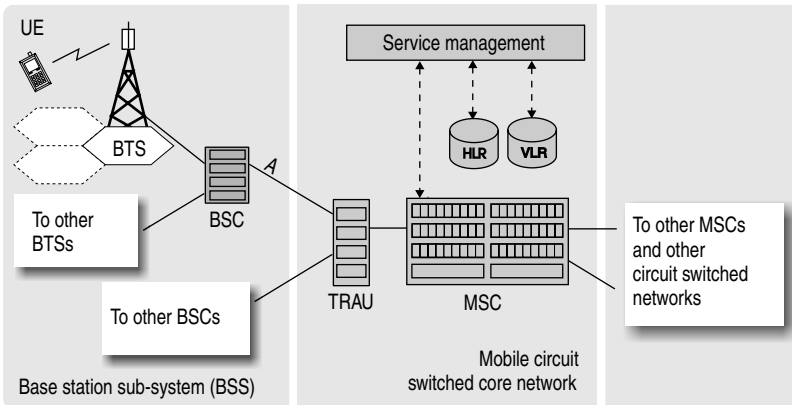 UE
Service management
BTS
HLR
VLR
A
BSC
To other
BTSs
To other MSCs
and other
circuit switched
networks
To other BSCs
TRAU
MSC
Mobile circuit
switched core network
Base station sub-system (BSS)